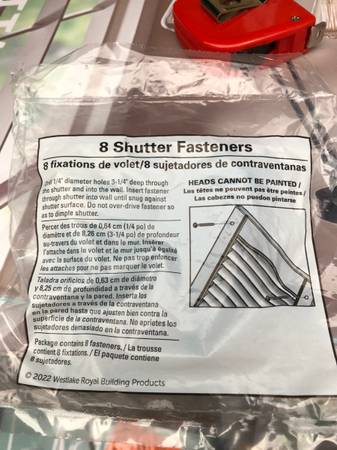 8 Shutter Fasteners
8 fixations de volet/8 sujetadores de contraventanas
1/4" diameter holes 3-1/4" deep through
the shutter and into the wall. Insert fastener
through shutter into wall until snug against
shutter surface. Do not over-drive fastener so
as to dimple shutter.
Percer des trous de 0,64 cm (1/4 po) de
diamètre et de 8,26 cm (3-1/4 po) de profondeur
au-travers du volet et dans le mur. Insérer
l'attache dans le volet et le mur jusqu'à égalité
avec la surface du volet. Ne pas trop enfoncer
les attaches pour ne pas marquer le volet.
Taladra orificios de 0,63 cm de diámetro
y 8,25 cm de profundidad a través de la
contraventana y la pared. Inserta los
sujetadores a través de la contraventana
en la pared hasta que ajusten bien contra la
superficie de la contraventana. No aprietes los
sujetadores demasiado en la contraventana.
Package contains 8 fasteners. / La trousse
contient 8 fixtations. / El paquete contiene
8 sujetadores.
© 2022 Westlake Royal Building Products
HEADS CANNOT BE PAINTED /
Les têtes ne peuvent pas être peintes /
Las cabezas no puedon pintarse